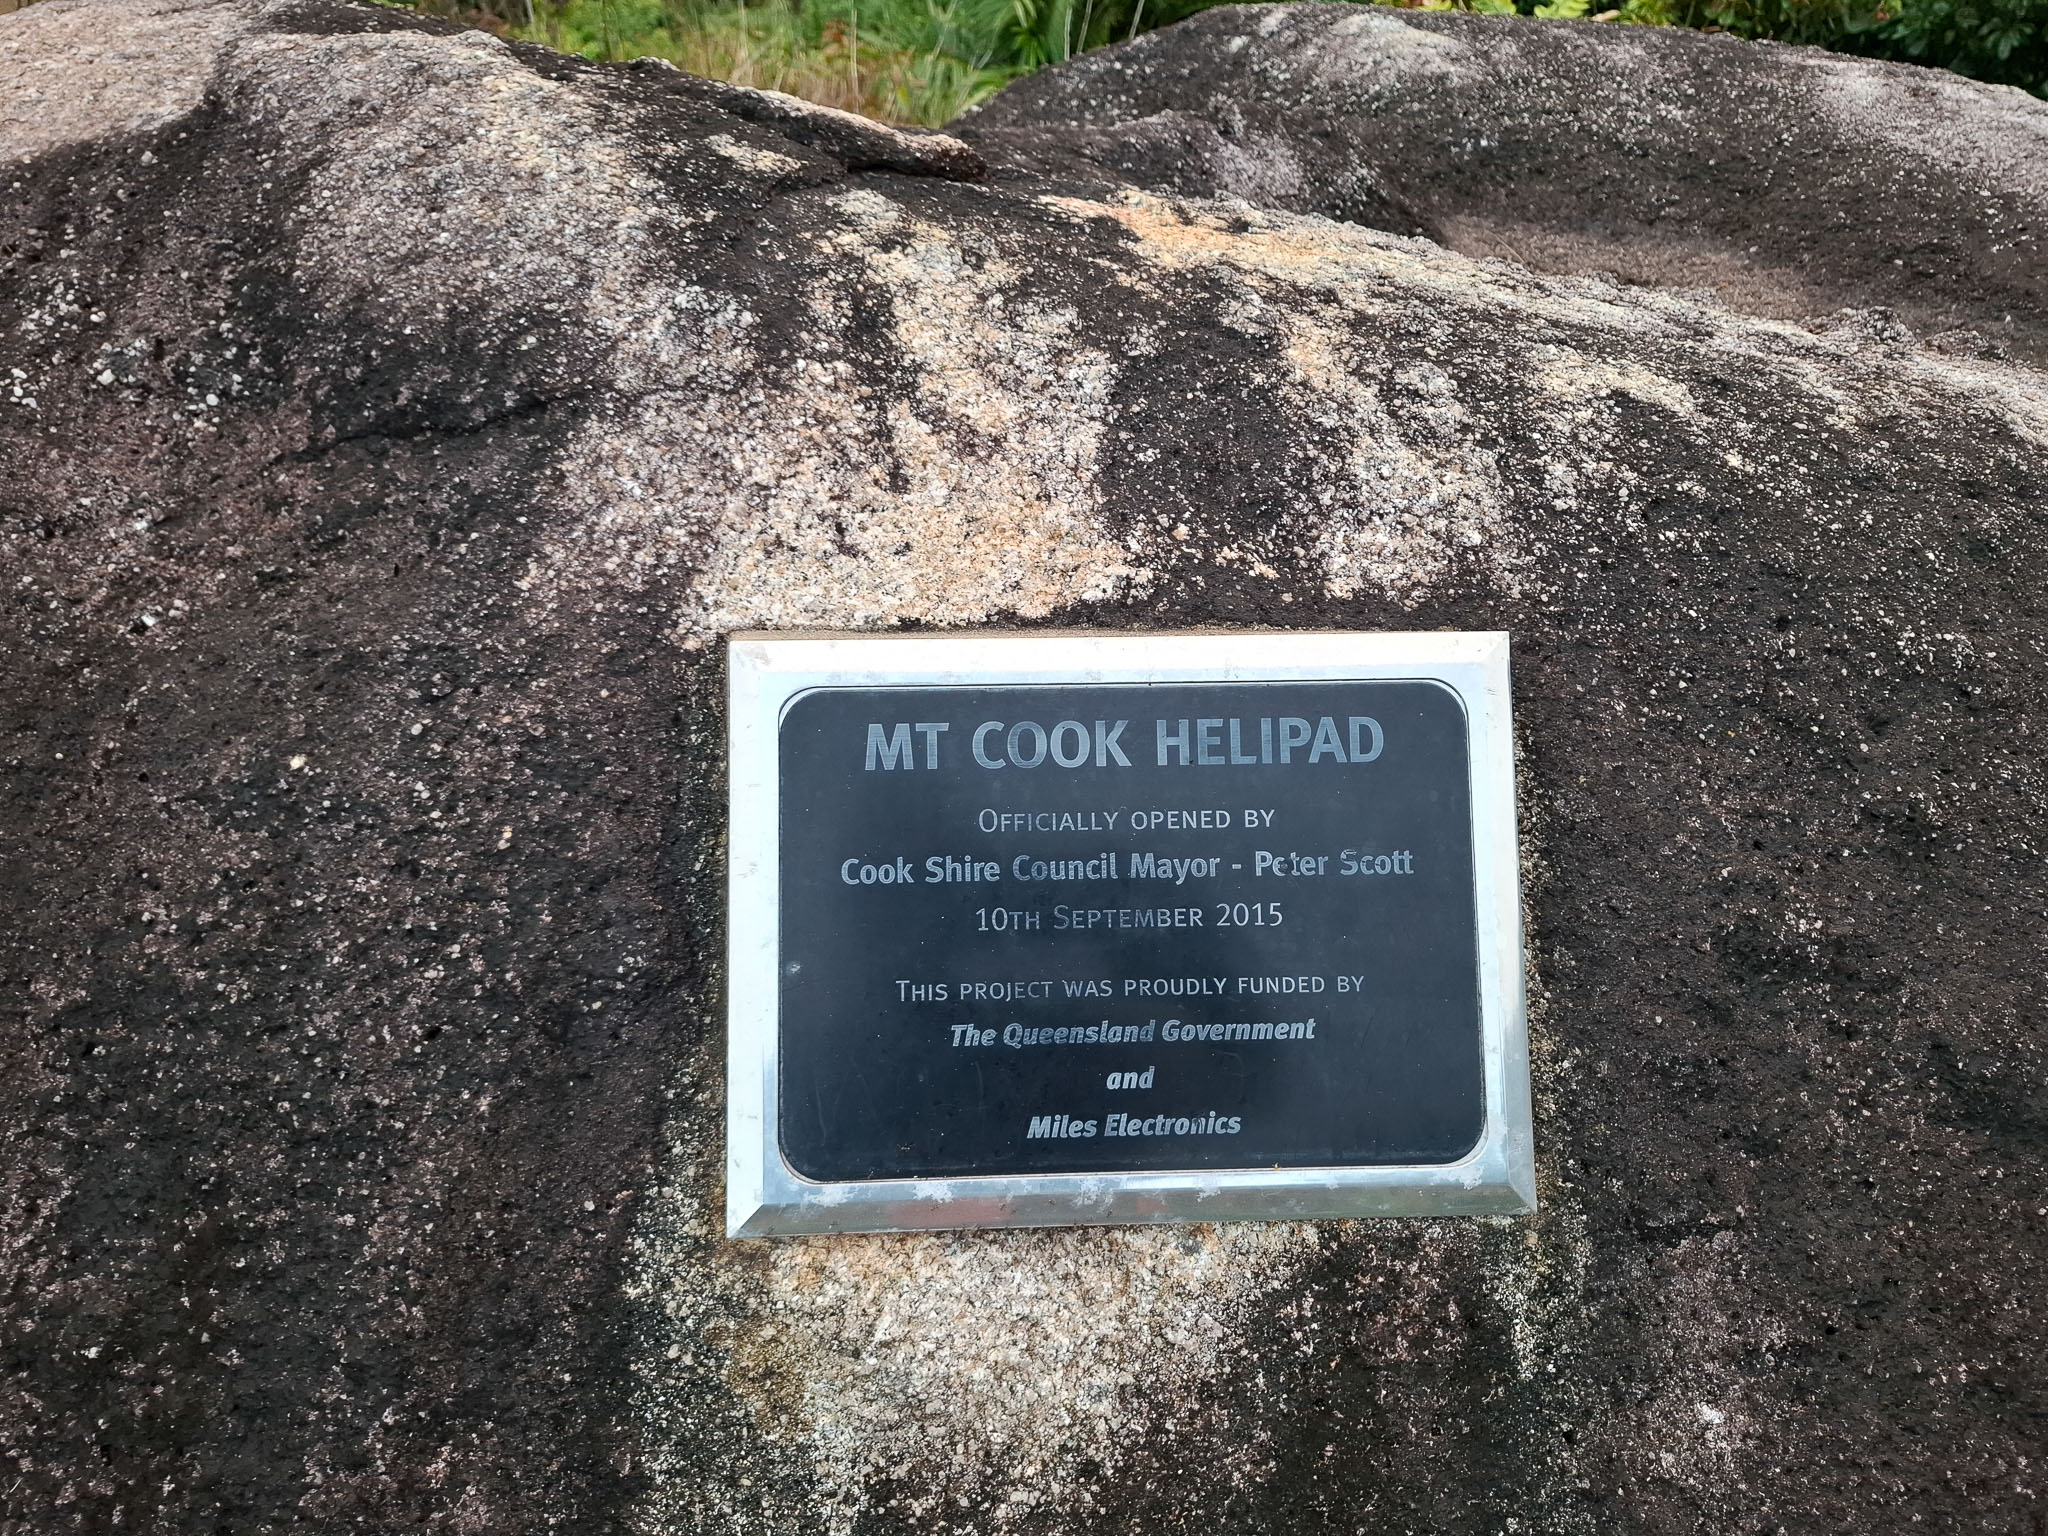 MT COOK HELIPAD
OFFICIALLY OPENED BY
Cook Shire Council Mayor - Peter Scott
10TH SEPTEMBER 2015
THIS PROJECT WAS PROUDLY FUNDED BY
The Queensland Government
and
Miles Electronics